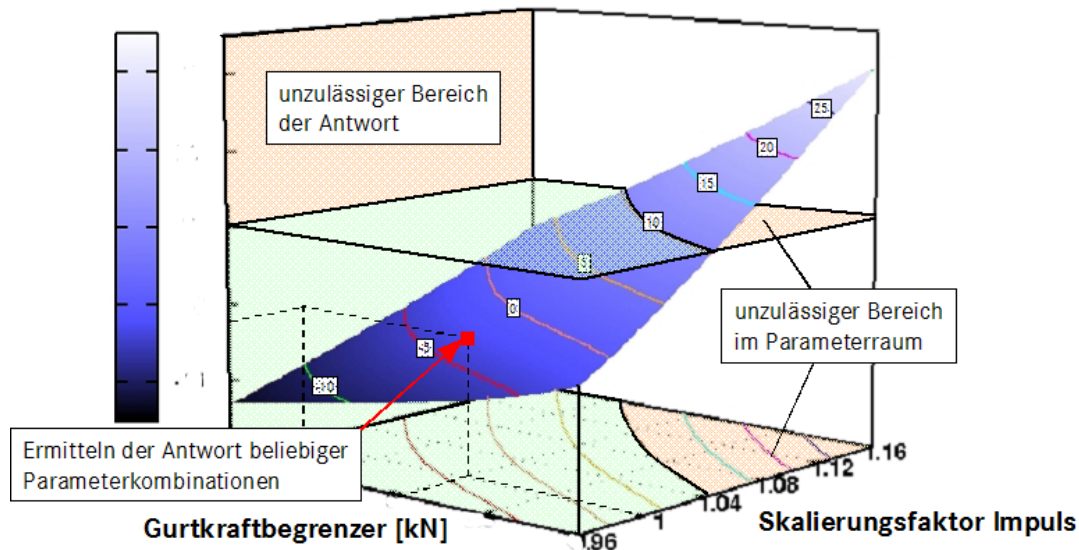 unzulässiger Bereich
der Antwort
25
20
15
10
5
0
-5
-10
unzulässiger Bereich
im Parameterraum
Ermitteln der Antwort beliebiger
Parameterkombinationen
1.16
1.12
1.08
1.04
1
.96
Gurtkraftbegrenzer [kN]
Skalierungsfaktor Impuls